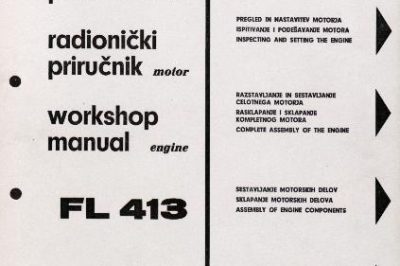 radionički
priručnik motor
workshop
manual engine
FL 413
PREGLED IN NASTAVITEV MOTORJA
ISPITIVANJE I PODEŠAVANJE MOTORA
INSPECTING AND SETTING THE ENGINE
RAZSTAVLJANJE IN SESTAVLJANJE
CELOTNEGA MOTORJA
RASKLAPANJE I SKLAPANJE
KOMPLETNOG MOTORA
COMPLETE ASSEMBLY OF THE ENGINE
SESTAVLJANJE MOTORSKIH DELOV
SKLAPANJE MOTORSKIH DELOVA
ASSEMBLY OF ENGINE COMPONENTS